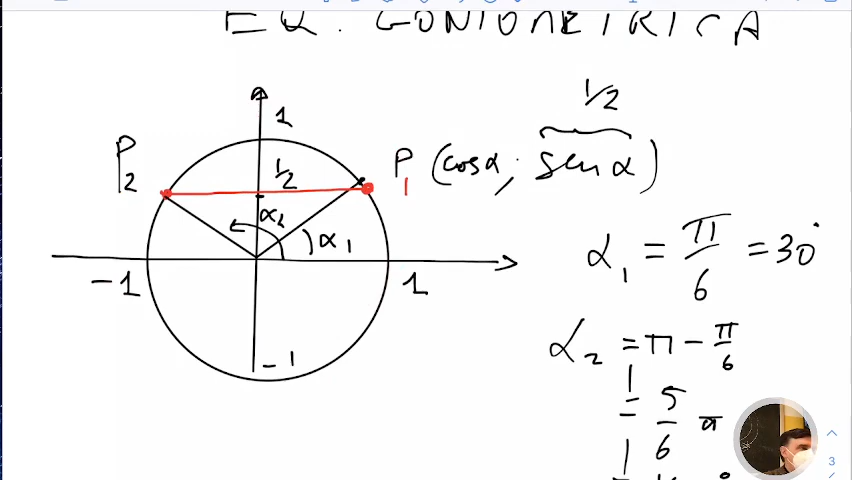 EQ. GONIOMETRICA
1
1/2
P2
1/2
P1 (cosα; senα)
α2
α1
α1 = π/6 = 30°
-1
1
α2 = π - π/6
-1
= 5/6 π
3